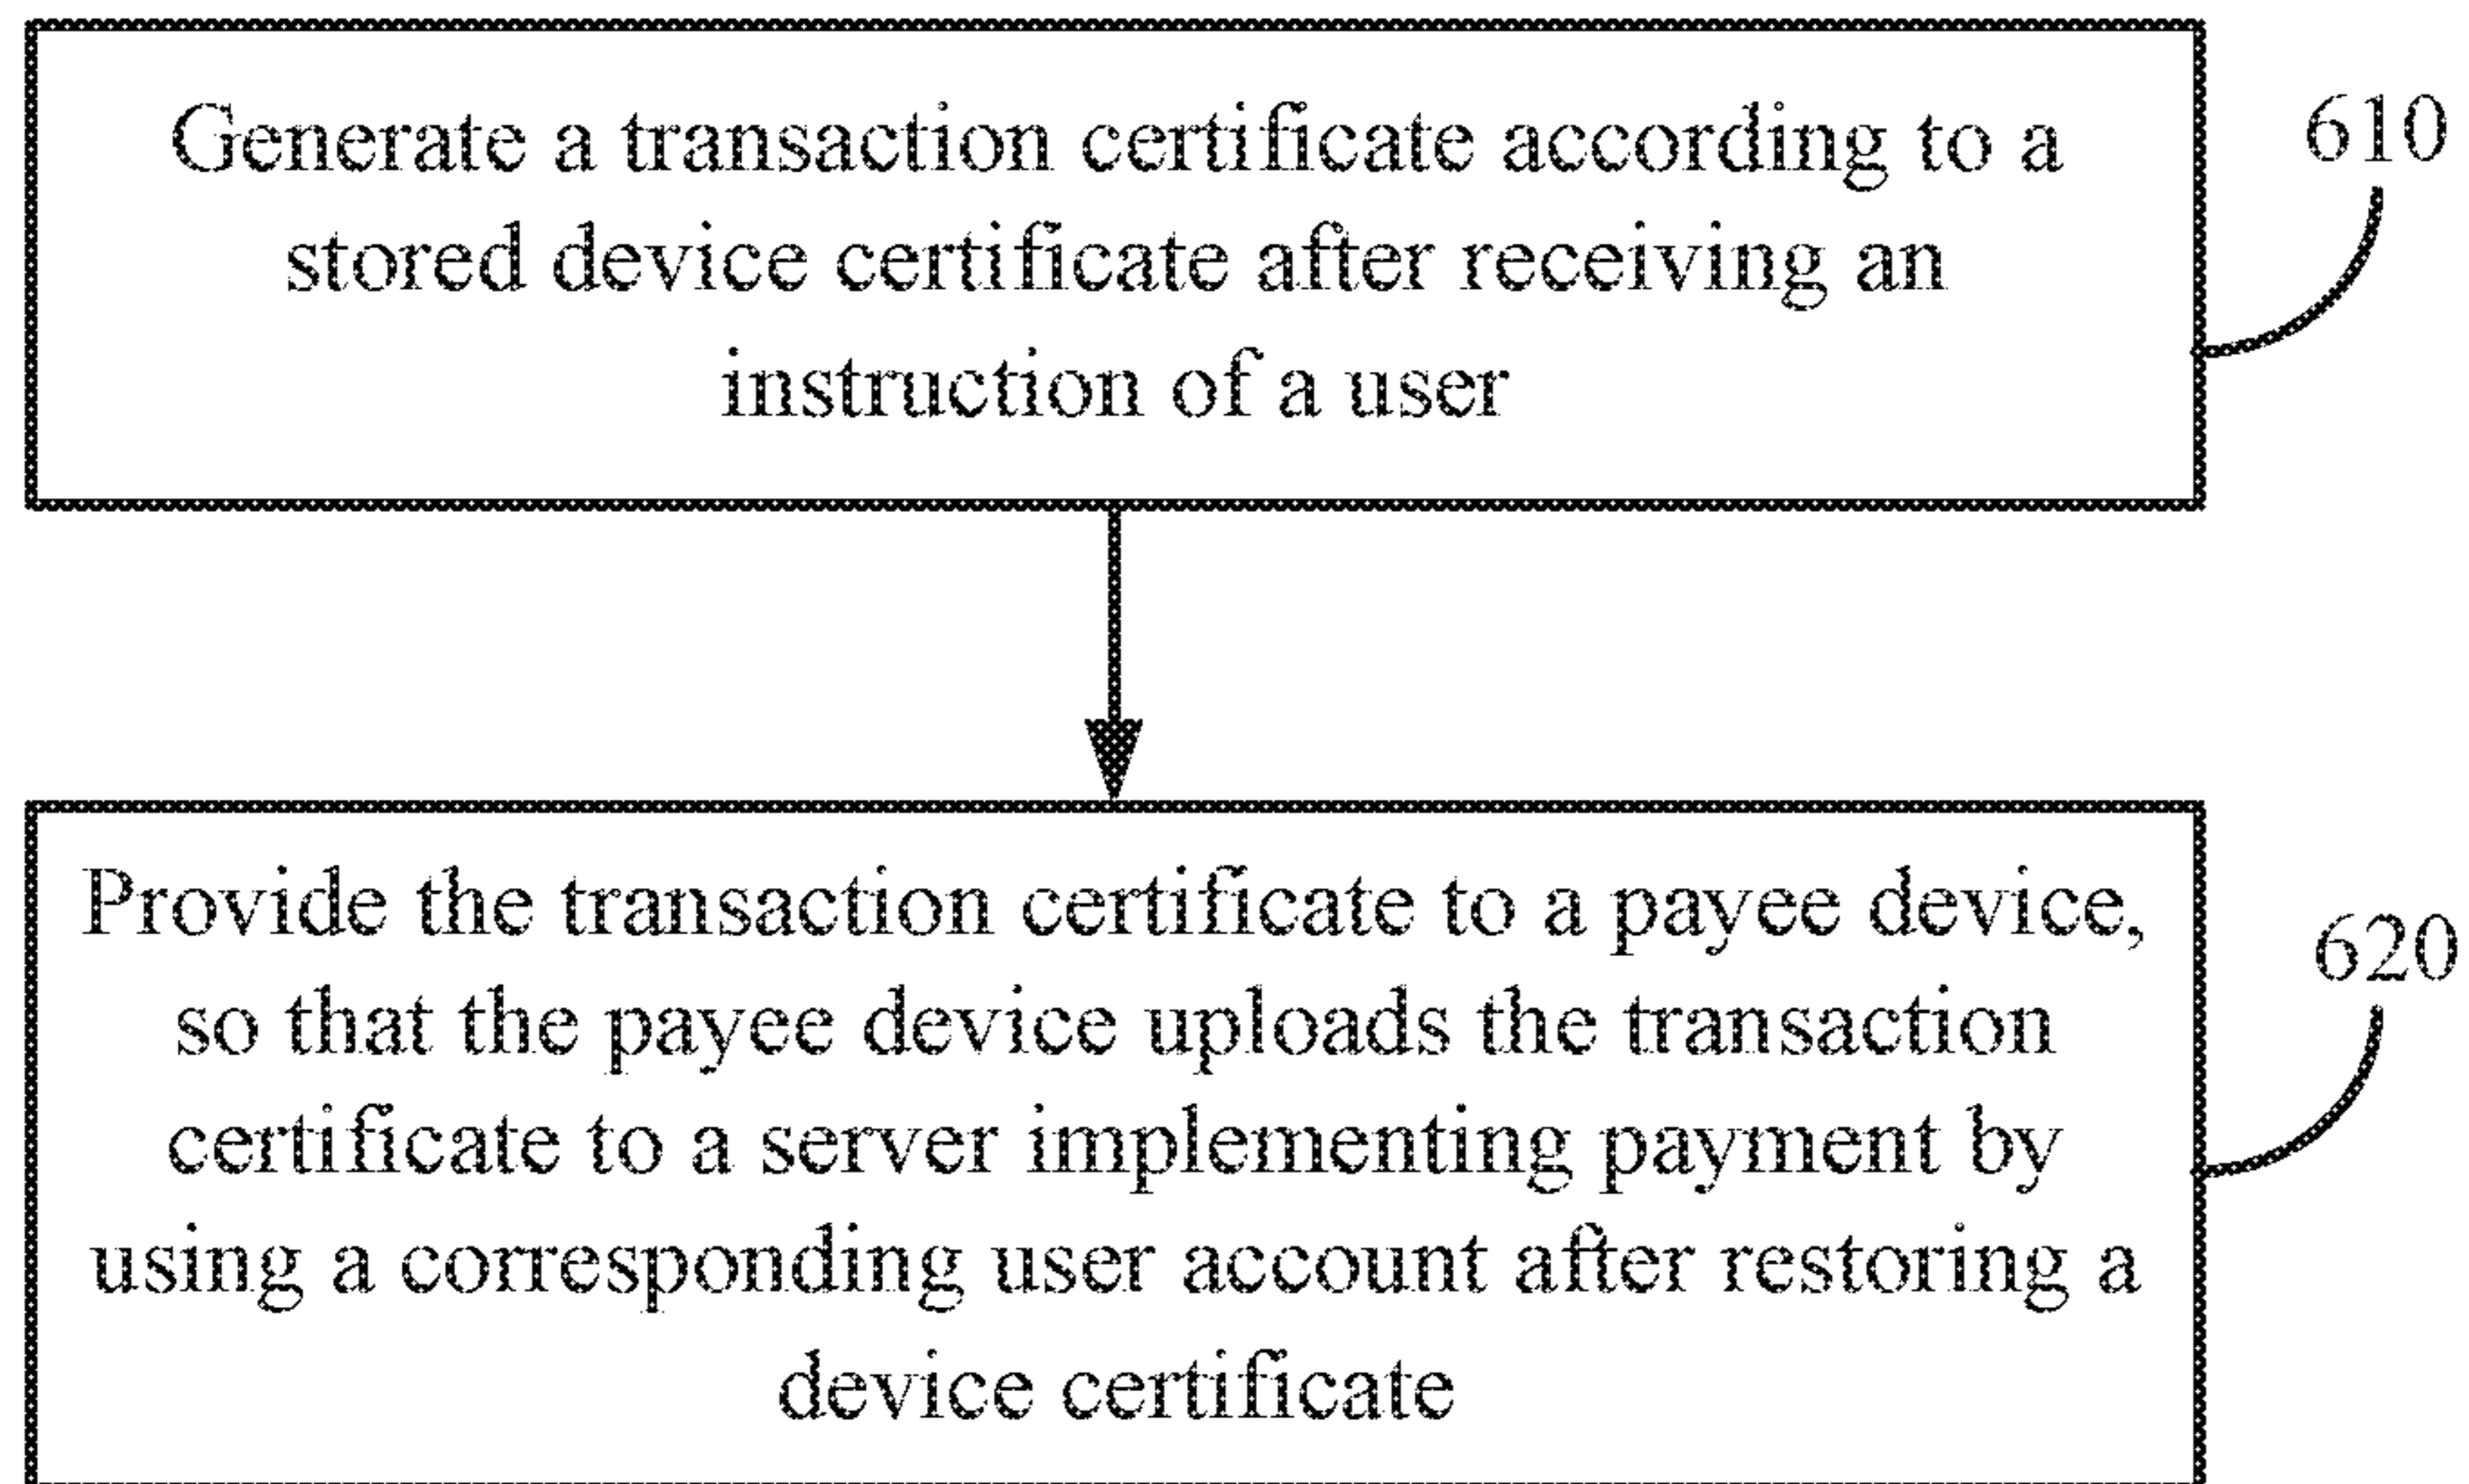 Generate a transaction certificate according to a
stored device certificate after receiving an
instruction of a user
610
Provide the transaction certificate to a payee device,
so that the payee device uploads the transaction
certificate to a server implementing payment by
using a corresponding user account after restoring a
device certificate
620